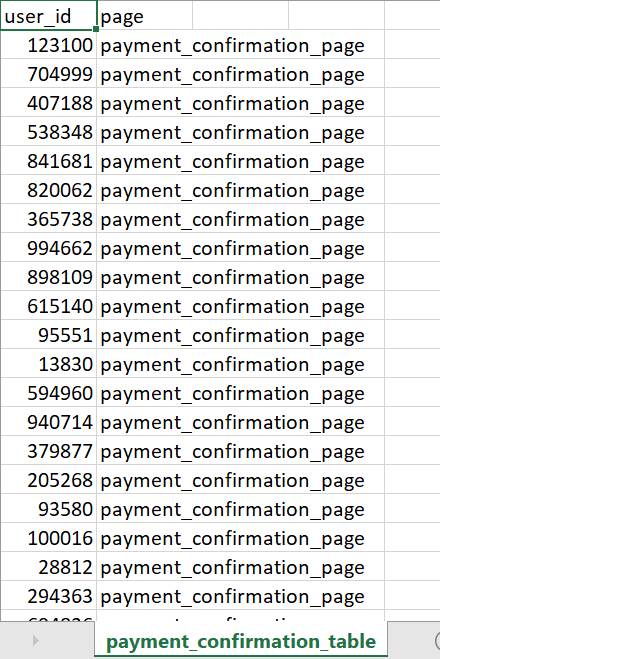 user_id page
123100 payment_confirmation_page
704999 payment_confirmation_page
407188 payment_confirmation_page
538348 payment_confirmation_page
841681 payment_confirmation_page
820062 payment_confirmation_page
365738 payment_confirmation_page
994662 payment_confirmation_page
898109 payment_confirmation_page
615140 payment_confirmation_page
95551 payment_confirmation_page
13830 payment_confirmation_page
594960 payment_confirmation_page
940714 payment_confirmation_page
379877 payment_confirmation_page
205268 payment_confirmation_page
93580 payment_confirmation_page
100016 payment_confirmation_page
28812 payment_confirmation_page
294363 payment_confirmation_page
payment_confirmation_table